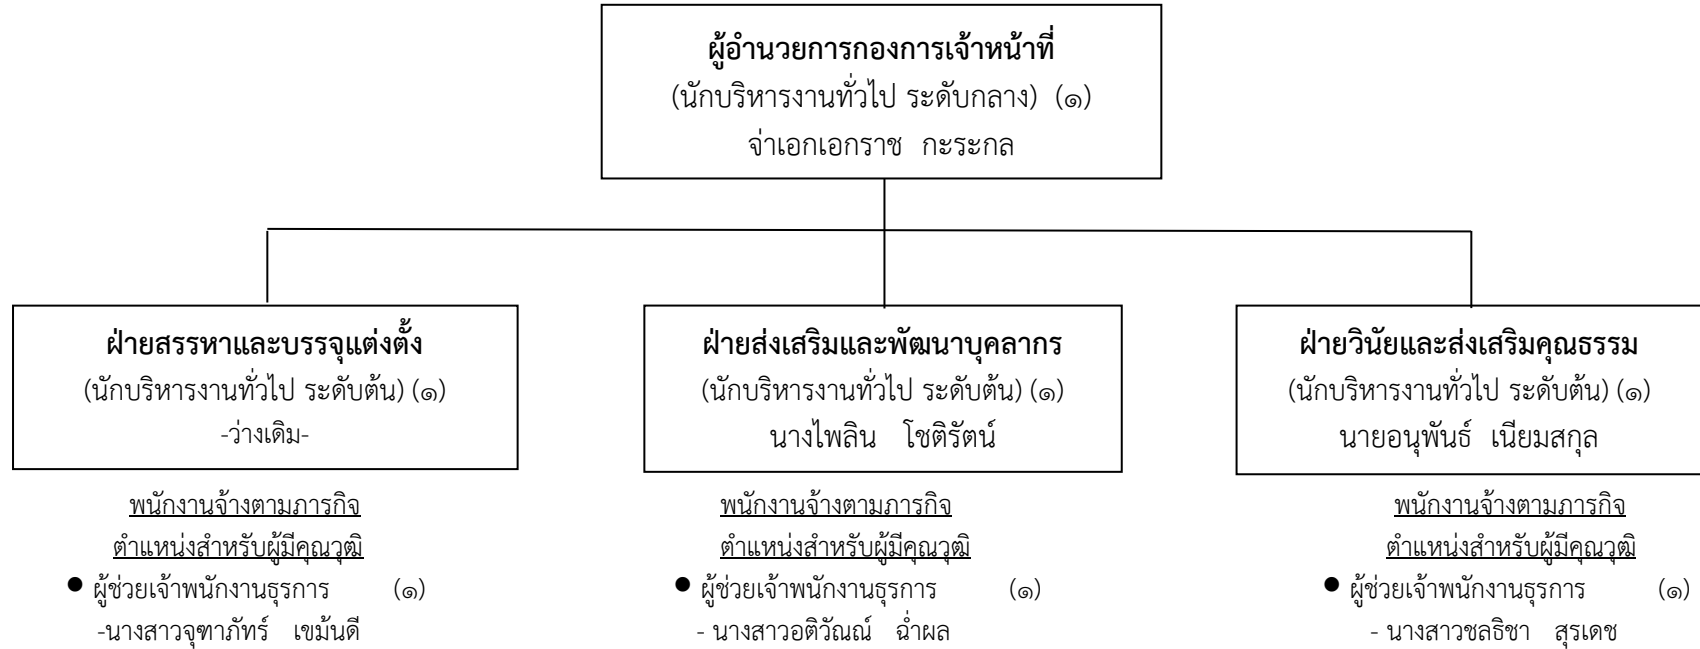 ผู้อำนวยการกองการเจ้าหน้าที่
(นักบริหารงานทั่วไป ระดับกลาง) (๑)
จ่าเอกเอกราช กะระกล
ฝ่ายสรรหาและบรรจุแต่งตั้ง
(นักบริหารงานทั่วไป ระดับต้น) (๑)
-ว่างเดิม-
พนักงานจ้างตามภารกิจ
ตำแหน่งสำหรับผู้มีคุณวุฒิ
● ผู้ช่วยเจ้าพนักงานธุรการ (๑)
-นางสาวจุฑาภัทร์ เขม้นดี
ฝ่ายส่งเสริมและพัฒนาบุคลากร
(นักบริหารงานทั่วไป ระดับต้น) (๑)
นางไพลิน โชติรัตน์
พนักงานจ้างตามภารกิจ
ตำแหน่งสำหรับผู้มีคุณวุฒิ
● ผู้ช่วยเจ้าพนักงานธุรการ (๑)
- นางสาวอติวัณณ์ ฉ่ำผล
ฝ่ายวินัยและส่งเสริมคุณธรรม
(นักบริหารงานทั่วไป ระดับต้น) (๑)
นายอนุพันธ์ เนียมสกุล
พนักงานจ้างตามภารกิจ
ตำแหน่งสำหรับผู้มีคุณวุฒิ
● ผู้ช่วยเจ้าพนักงานธุรการ (๑)
- นางสาวชลธิชา สุรเดช